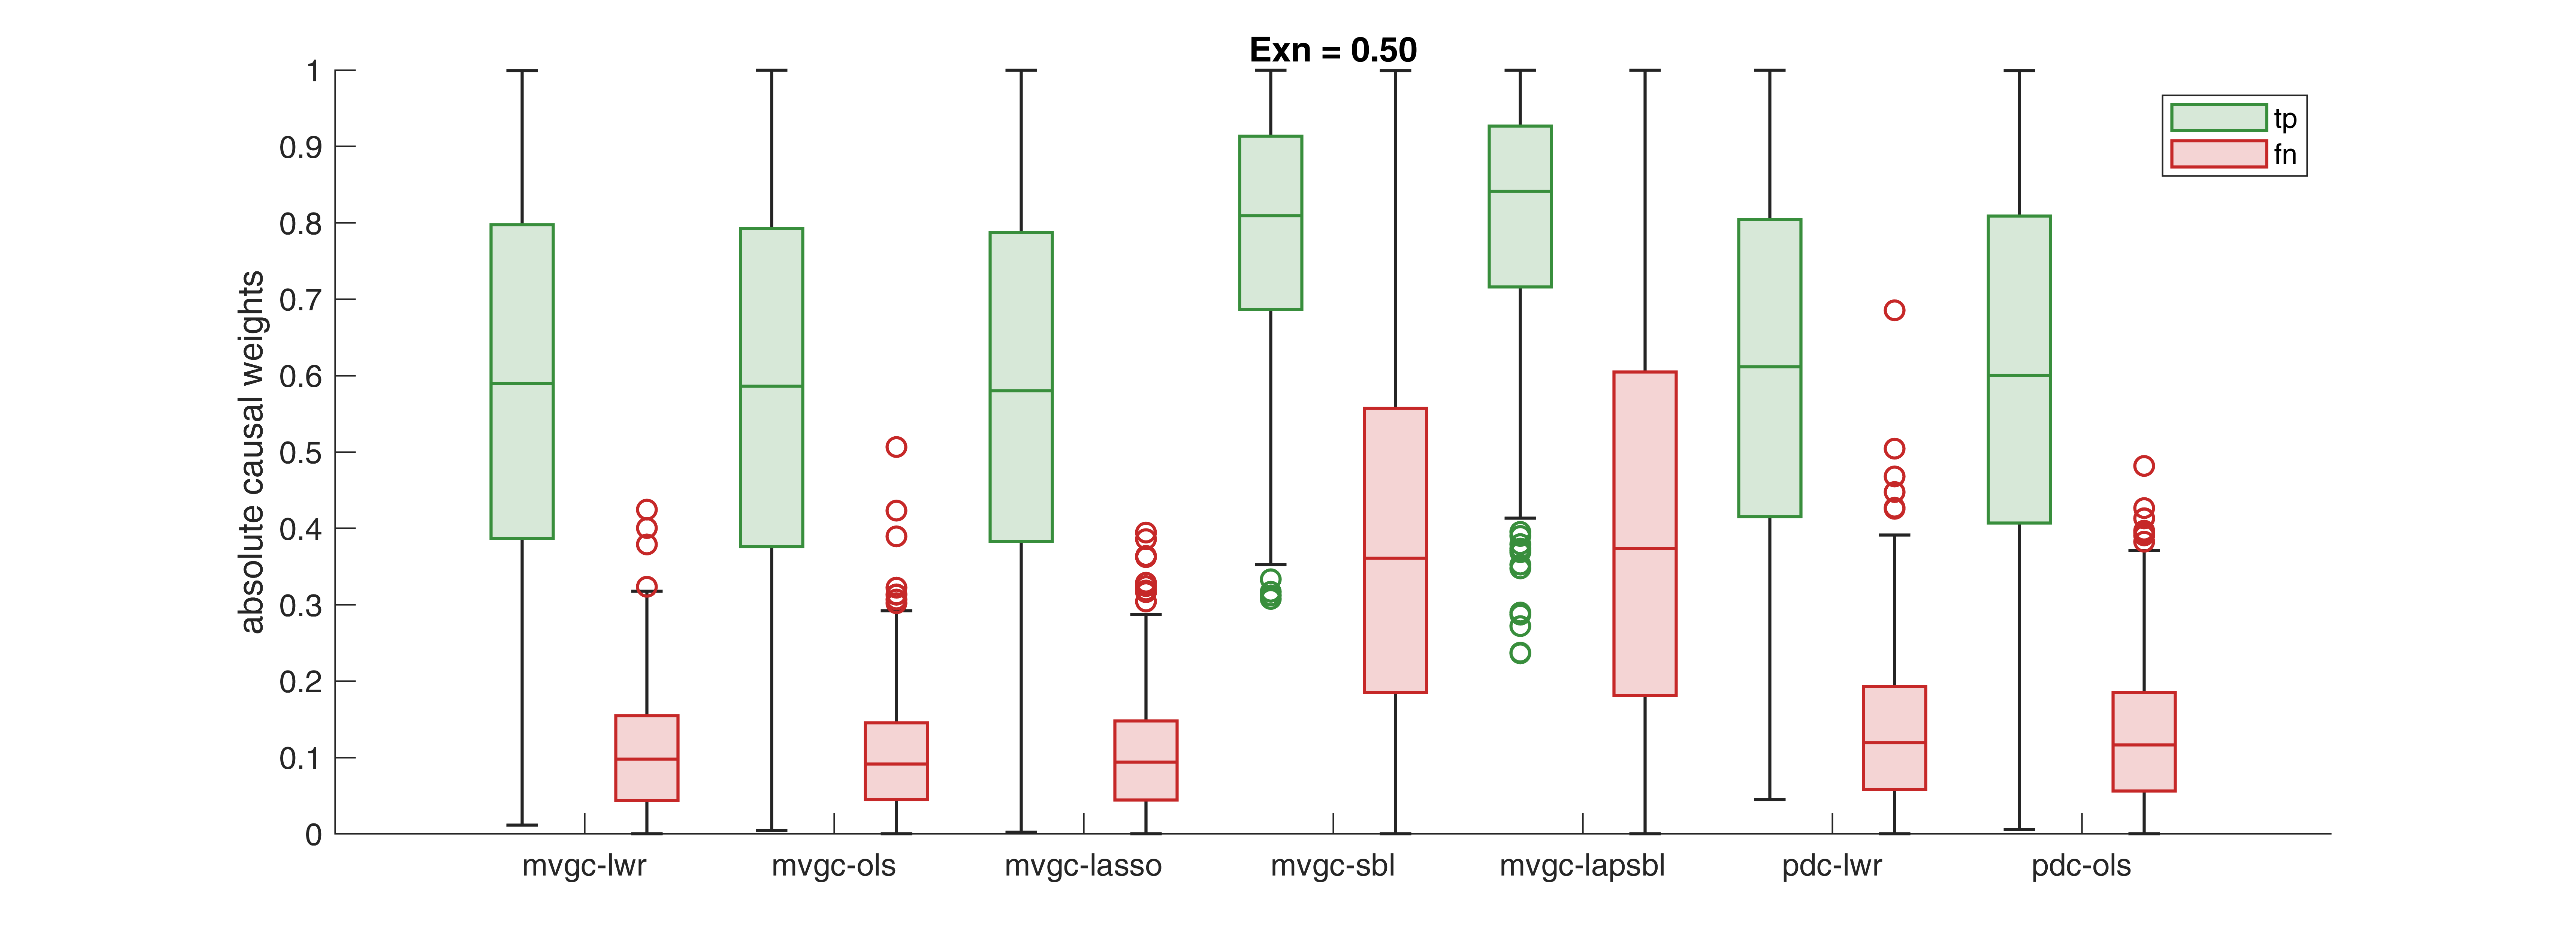 Exn = 0.50
absolute causal weights
1
0.9
0.8
0.7
0.6
0.5
0.4
0.3
0.2
0.1
0
tp
fn
mvgc-lwr
mvgc-ols
mvgc-lasso
mvgc-sbl
mvgc-lapsbl
pdc-lwr
pdc-ols